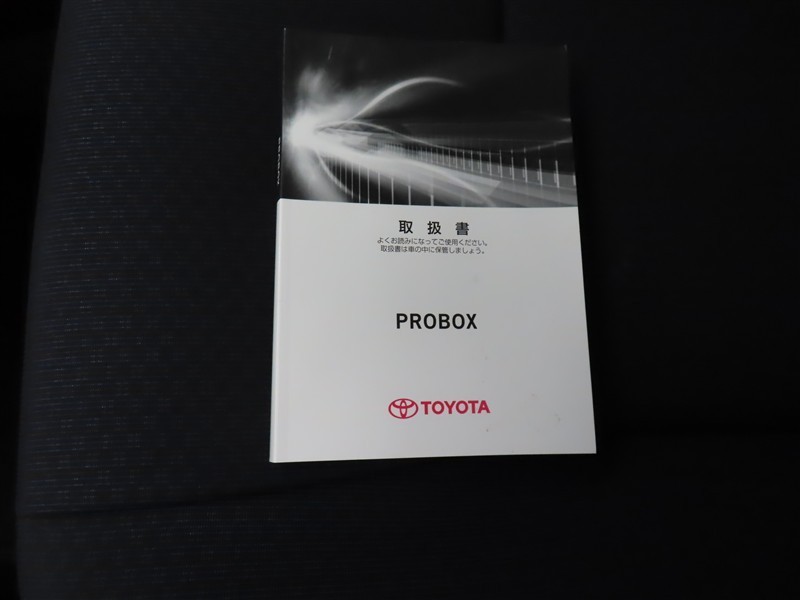 取扱書
よくお読みになってご使用ください。
取扱書は車の中に保管しましょう。
PROBOX
TOYOTA